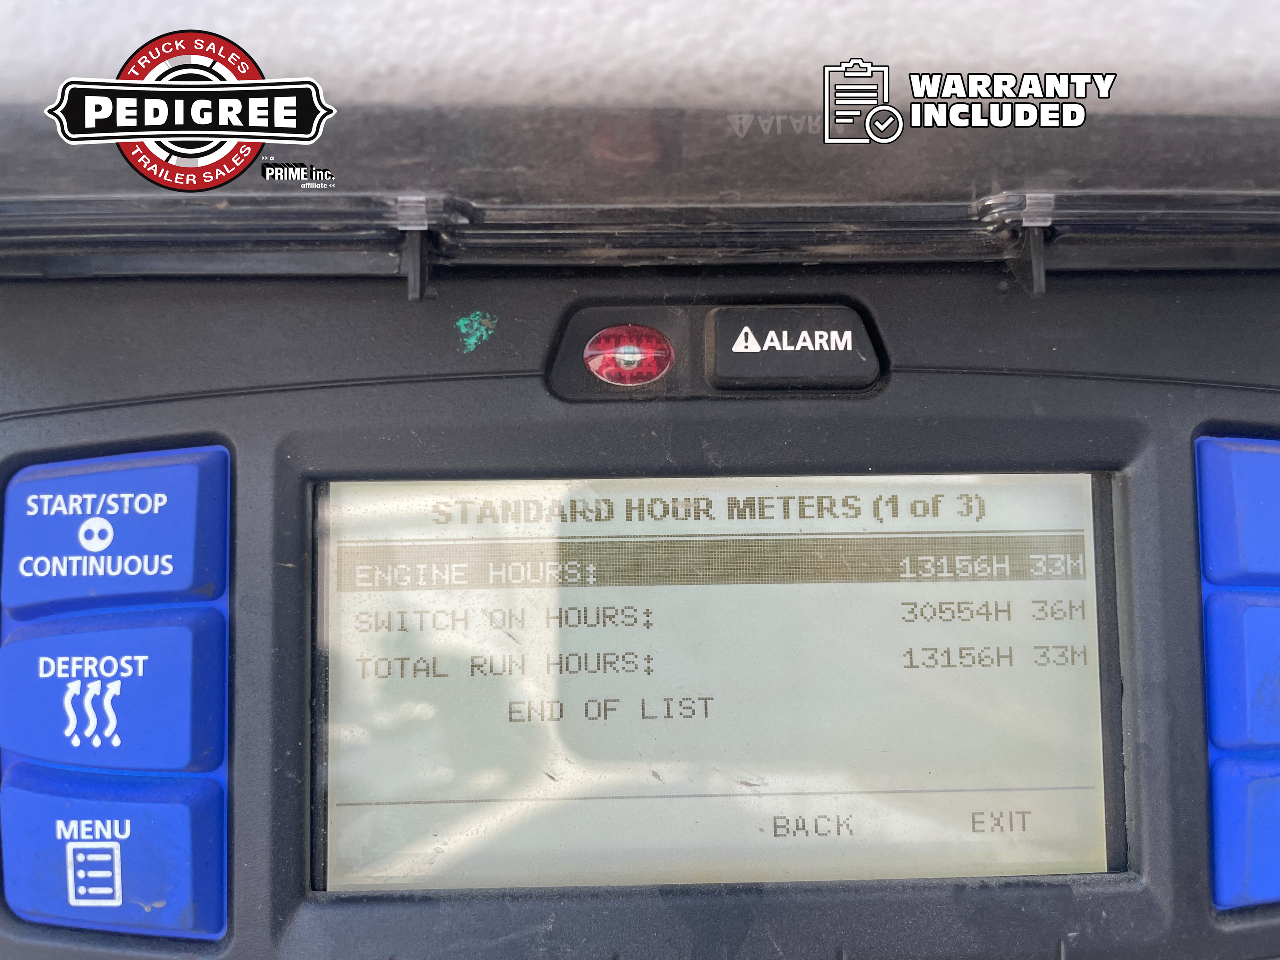 TRUCK SALES
PEDIGREE
TRAILER SALES
>> a
PRIME inc.
affiliate <<
WARRANTY
INCLUDED
ALARM
START/STOP
CONTINUOUS
DEFROST
MENU
STANDARD HOUR METERS (1 of 3)
ENGINE HOURS: 13156H 33M
SWITCH ON HOURS: 30554H 36M
TOTAL RUN HOURS: 13156H 33M
END OF LIST
BACK EXIT